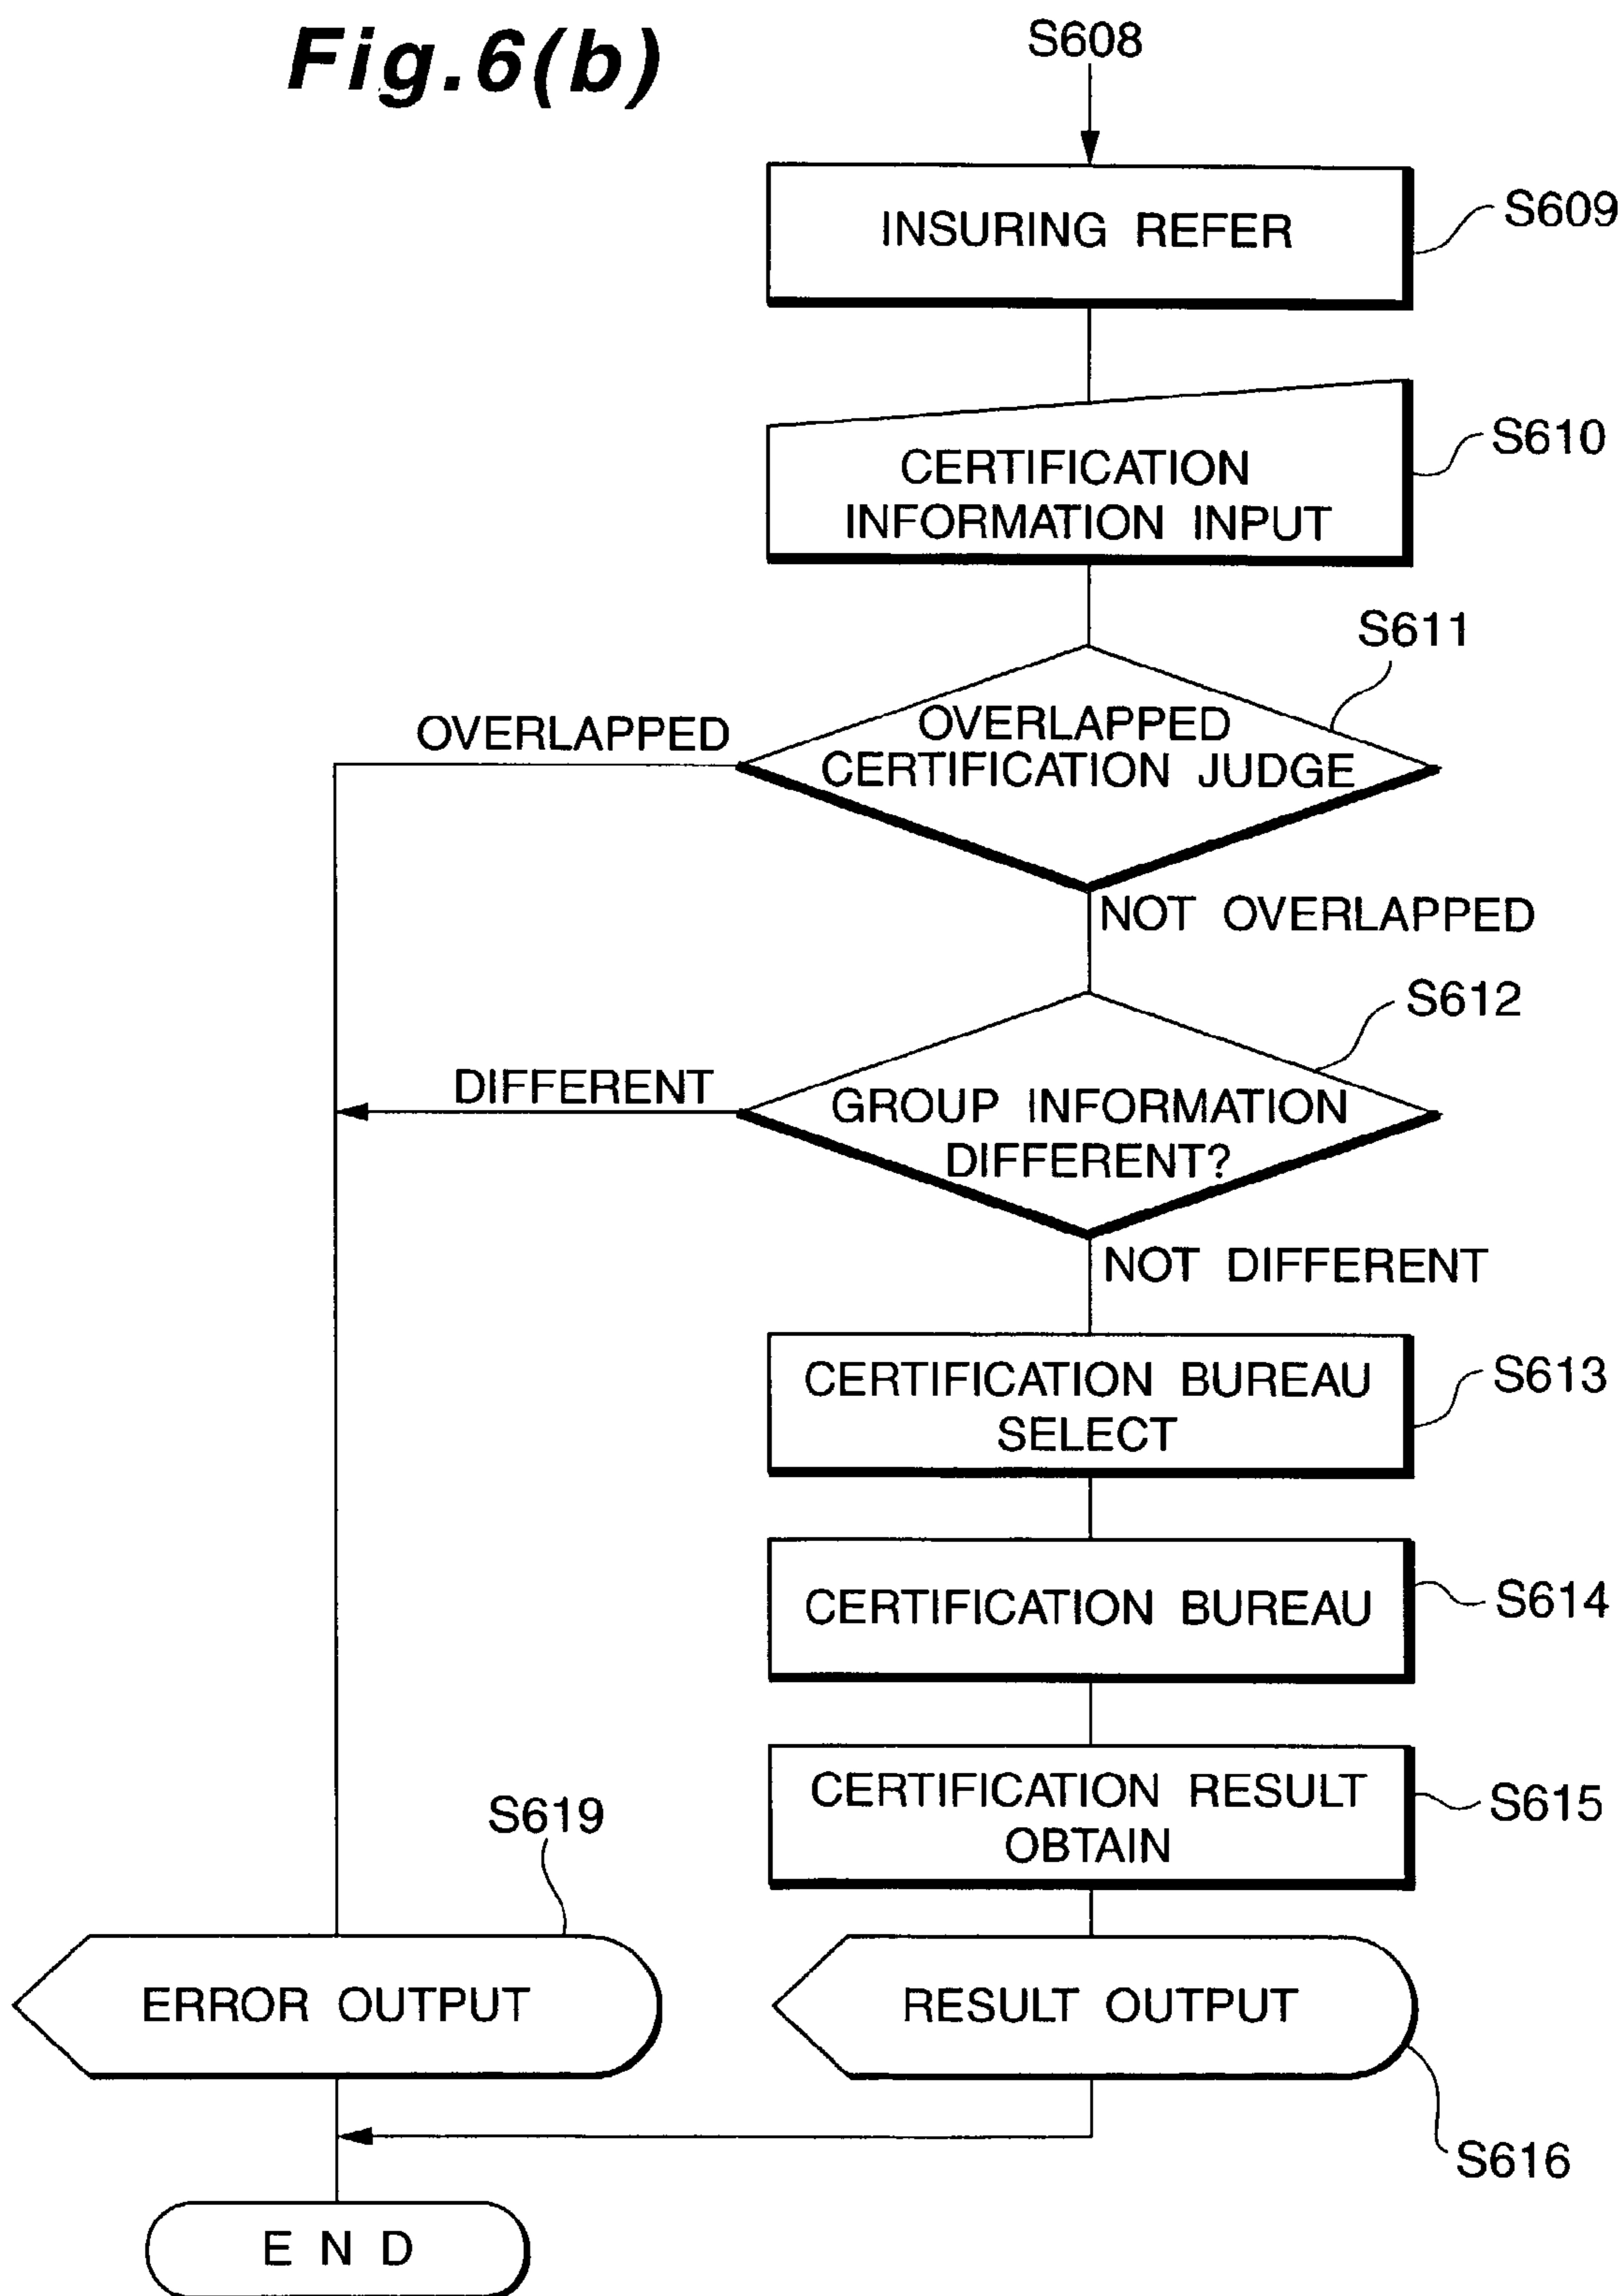 Fig.6(b)
S608
INSURING REFER
S609
CERTIFICATION
INFORMATION INPUT
S610
S611
OVERLAPPED
OVERLAPPED
CERTIFICATION JUDGE
NOT OVERLAPPED
S612
DIFFERENT
GROUP INFORMATION
DIFFERENT?
NOT DIFFERENT
CERTIFICATION BUREAU
SELECT
S613
CERTIFICATION BUREAU
S614
CERTIFICATION RESULT
OBTAIN
S615
S619
ERROR OUTPUT
RESULT OUTPUT
S616
END